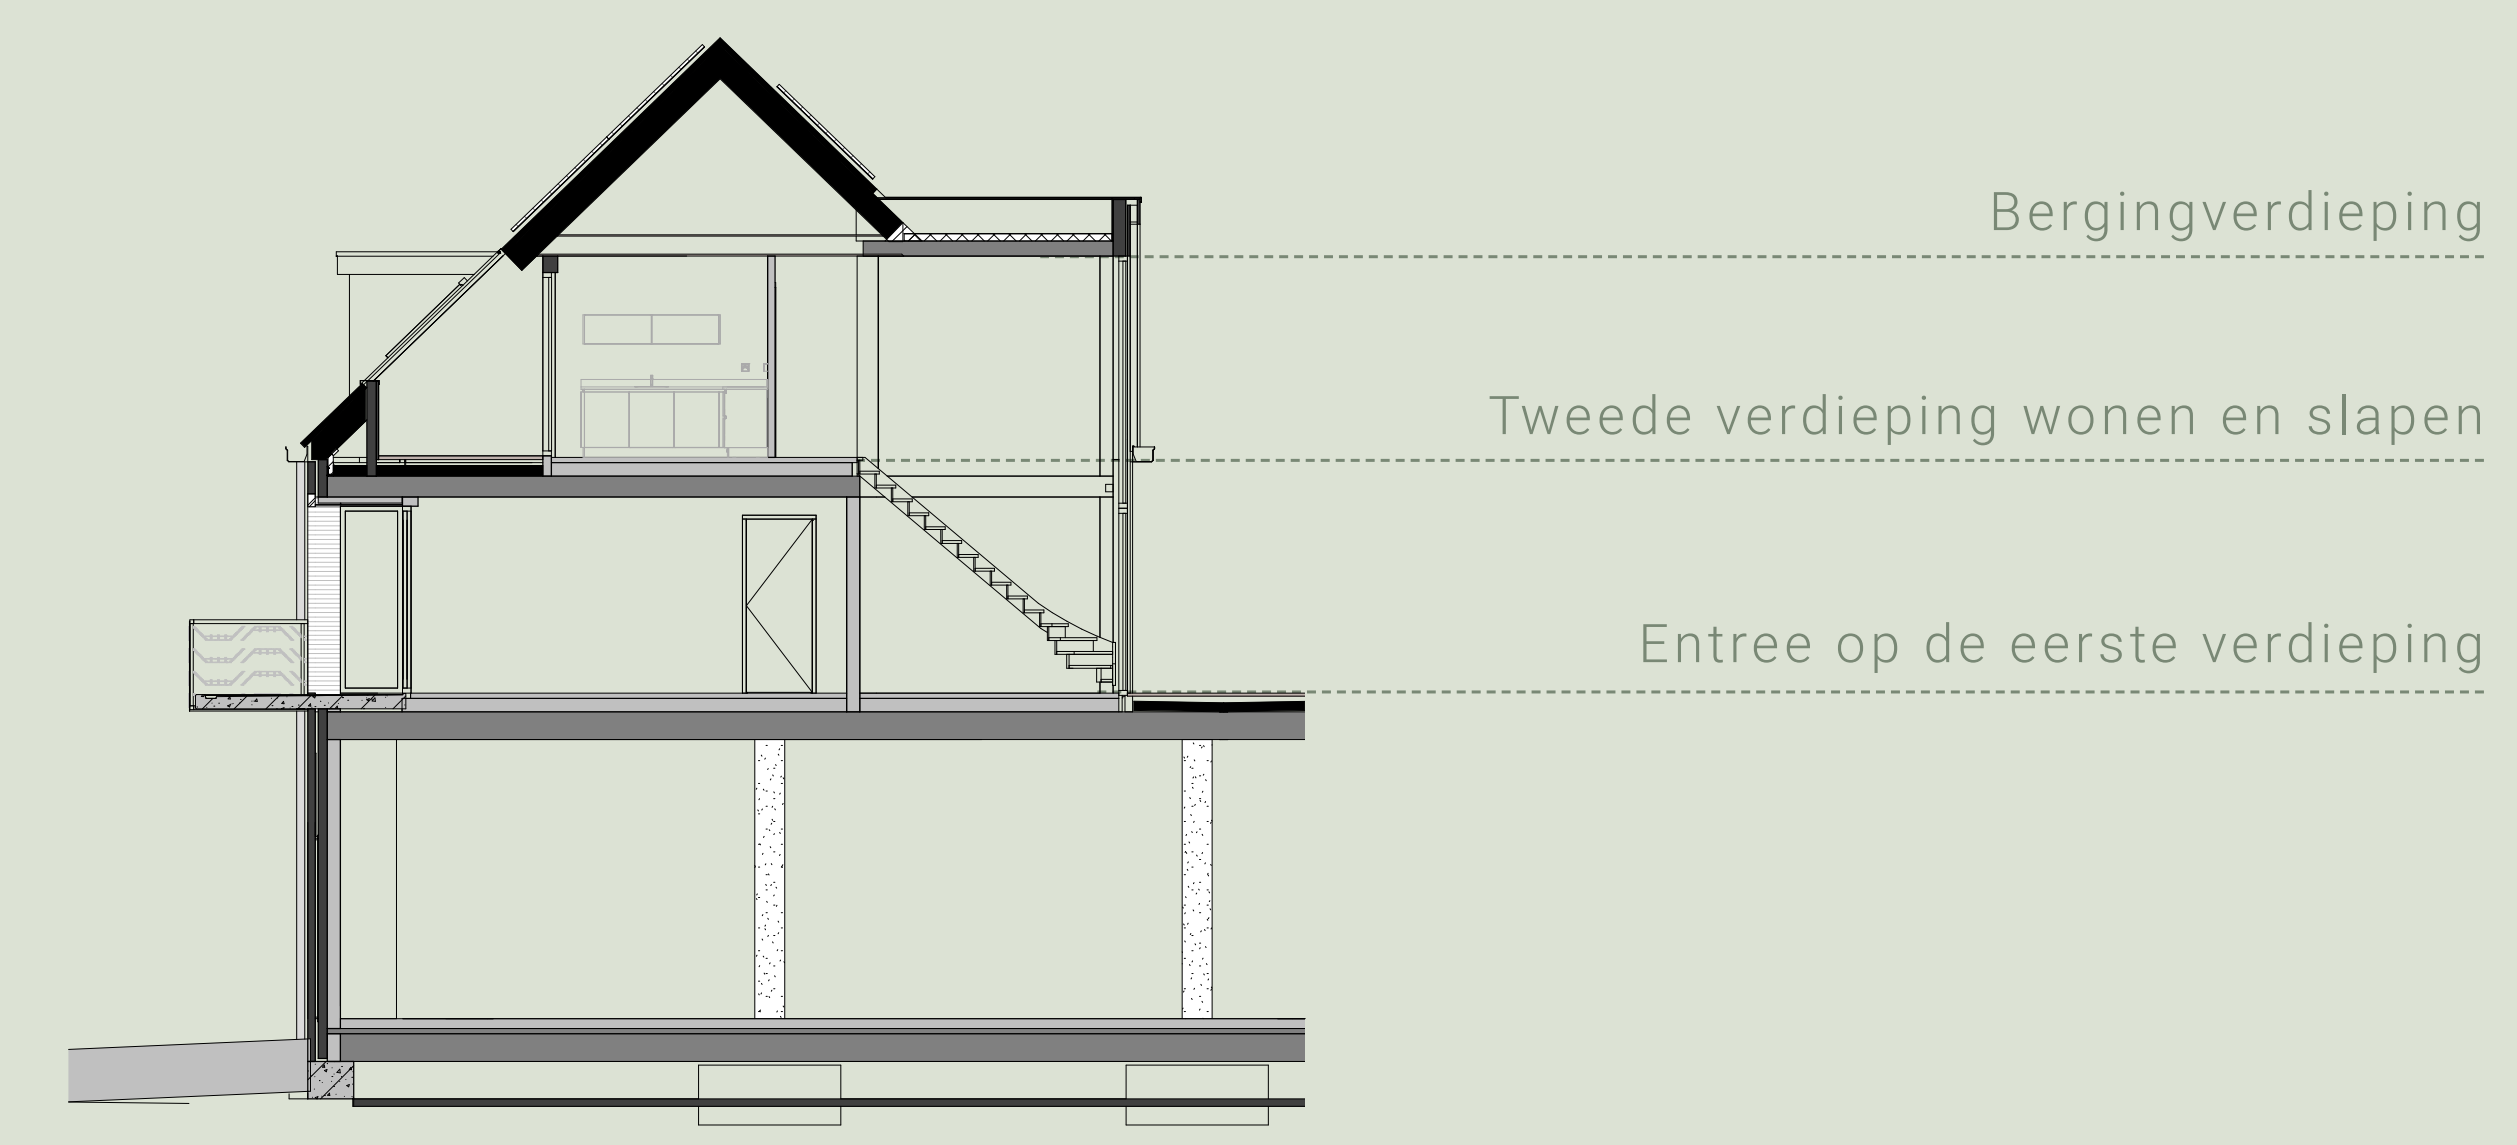 Bergingverdieping
Tweede verdieping wonen en slapen
Entree op de eerste verdieping